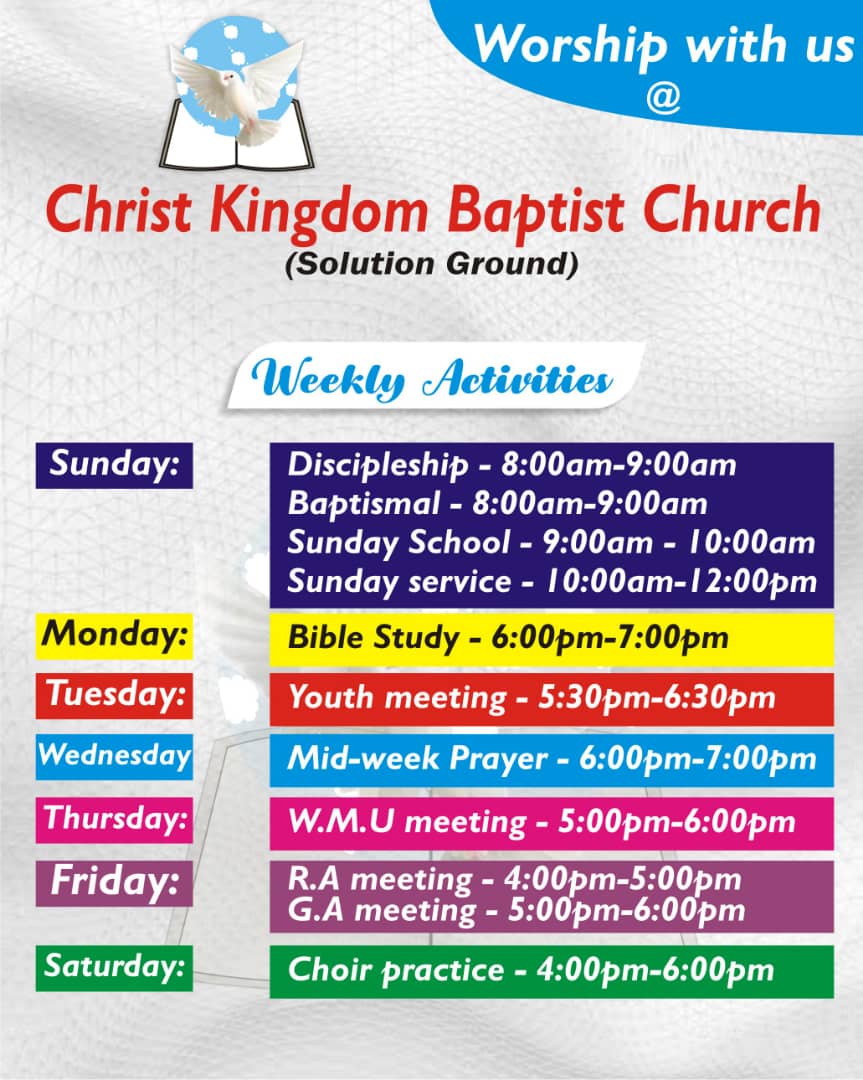 Worship with us
@
Christ Kingdom Baptist Church
(Solution Ground)
Weekly Activities
Sunday:
Discipleship - 8:00am-9:00am
Baptismal - 8:00am-9:00am
Sunday School - 9:00am - 10:00am
Sunday service - 10:00am-12:00pm
Monday:
Bible Study - 6:00pm-7:00pm
Tuesday:
Youth meeting - 5:30pm-6:30pm
Wednesday
Mid-week Prayer - 6:00pm-7:00pm
Thursday:
W.M.U meeting - 5:00pm-6:00pm
Friday:
R.A meeting - 4:00pm-5:00pm
G.A meeting - 5:00pm-6:00pm
Saturday:
Choir practice - 4:00pm-6:00pm